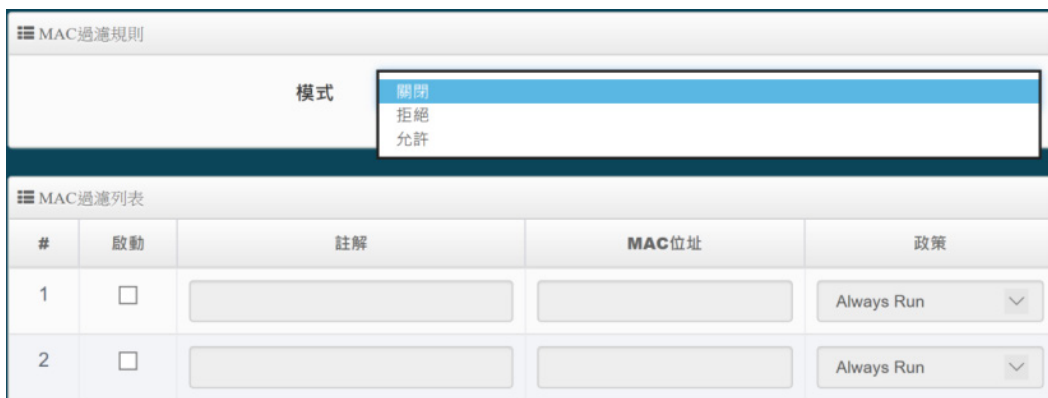 MAC過濾規則
模式
關閉
拒絕
允許
MAC過濾列表
# 啟動 註解 MAC位址 政策
1 Always Run
2 Always Run